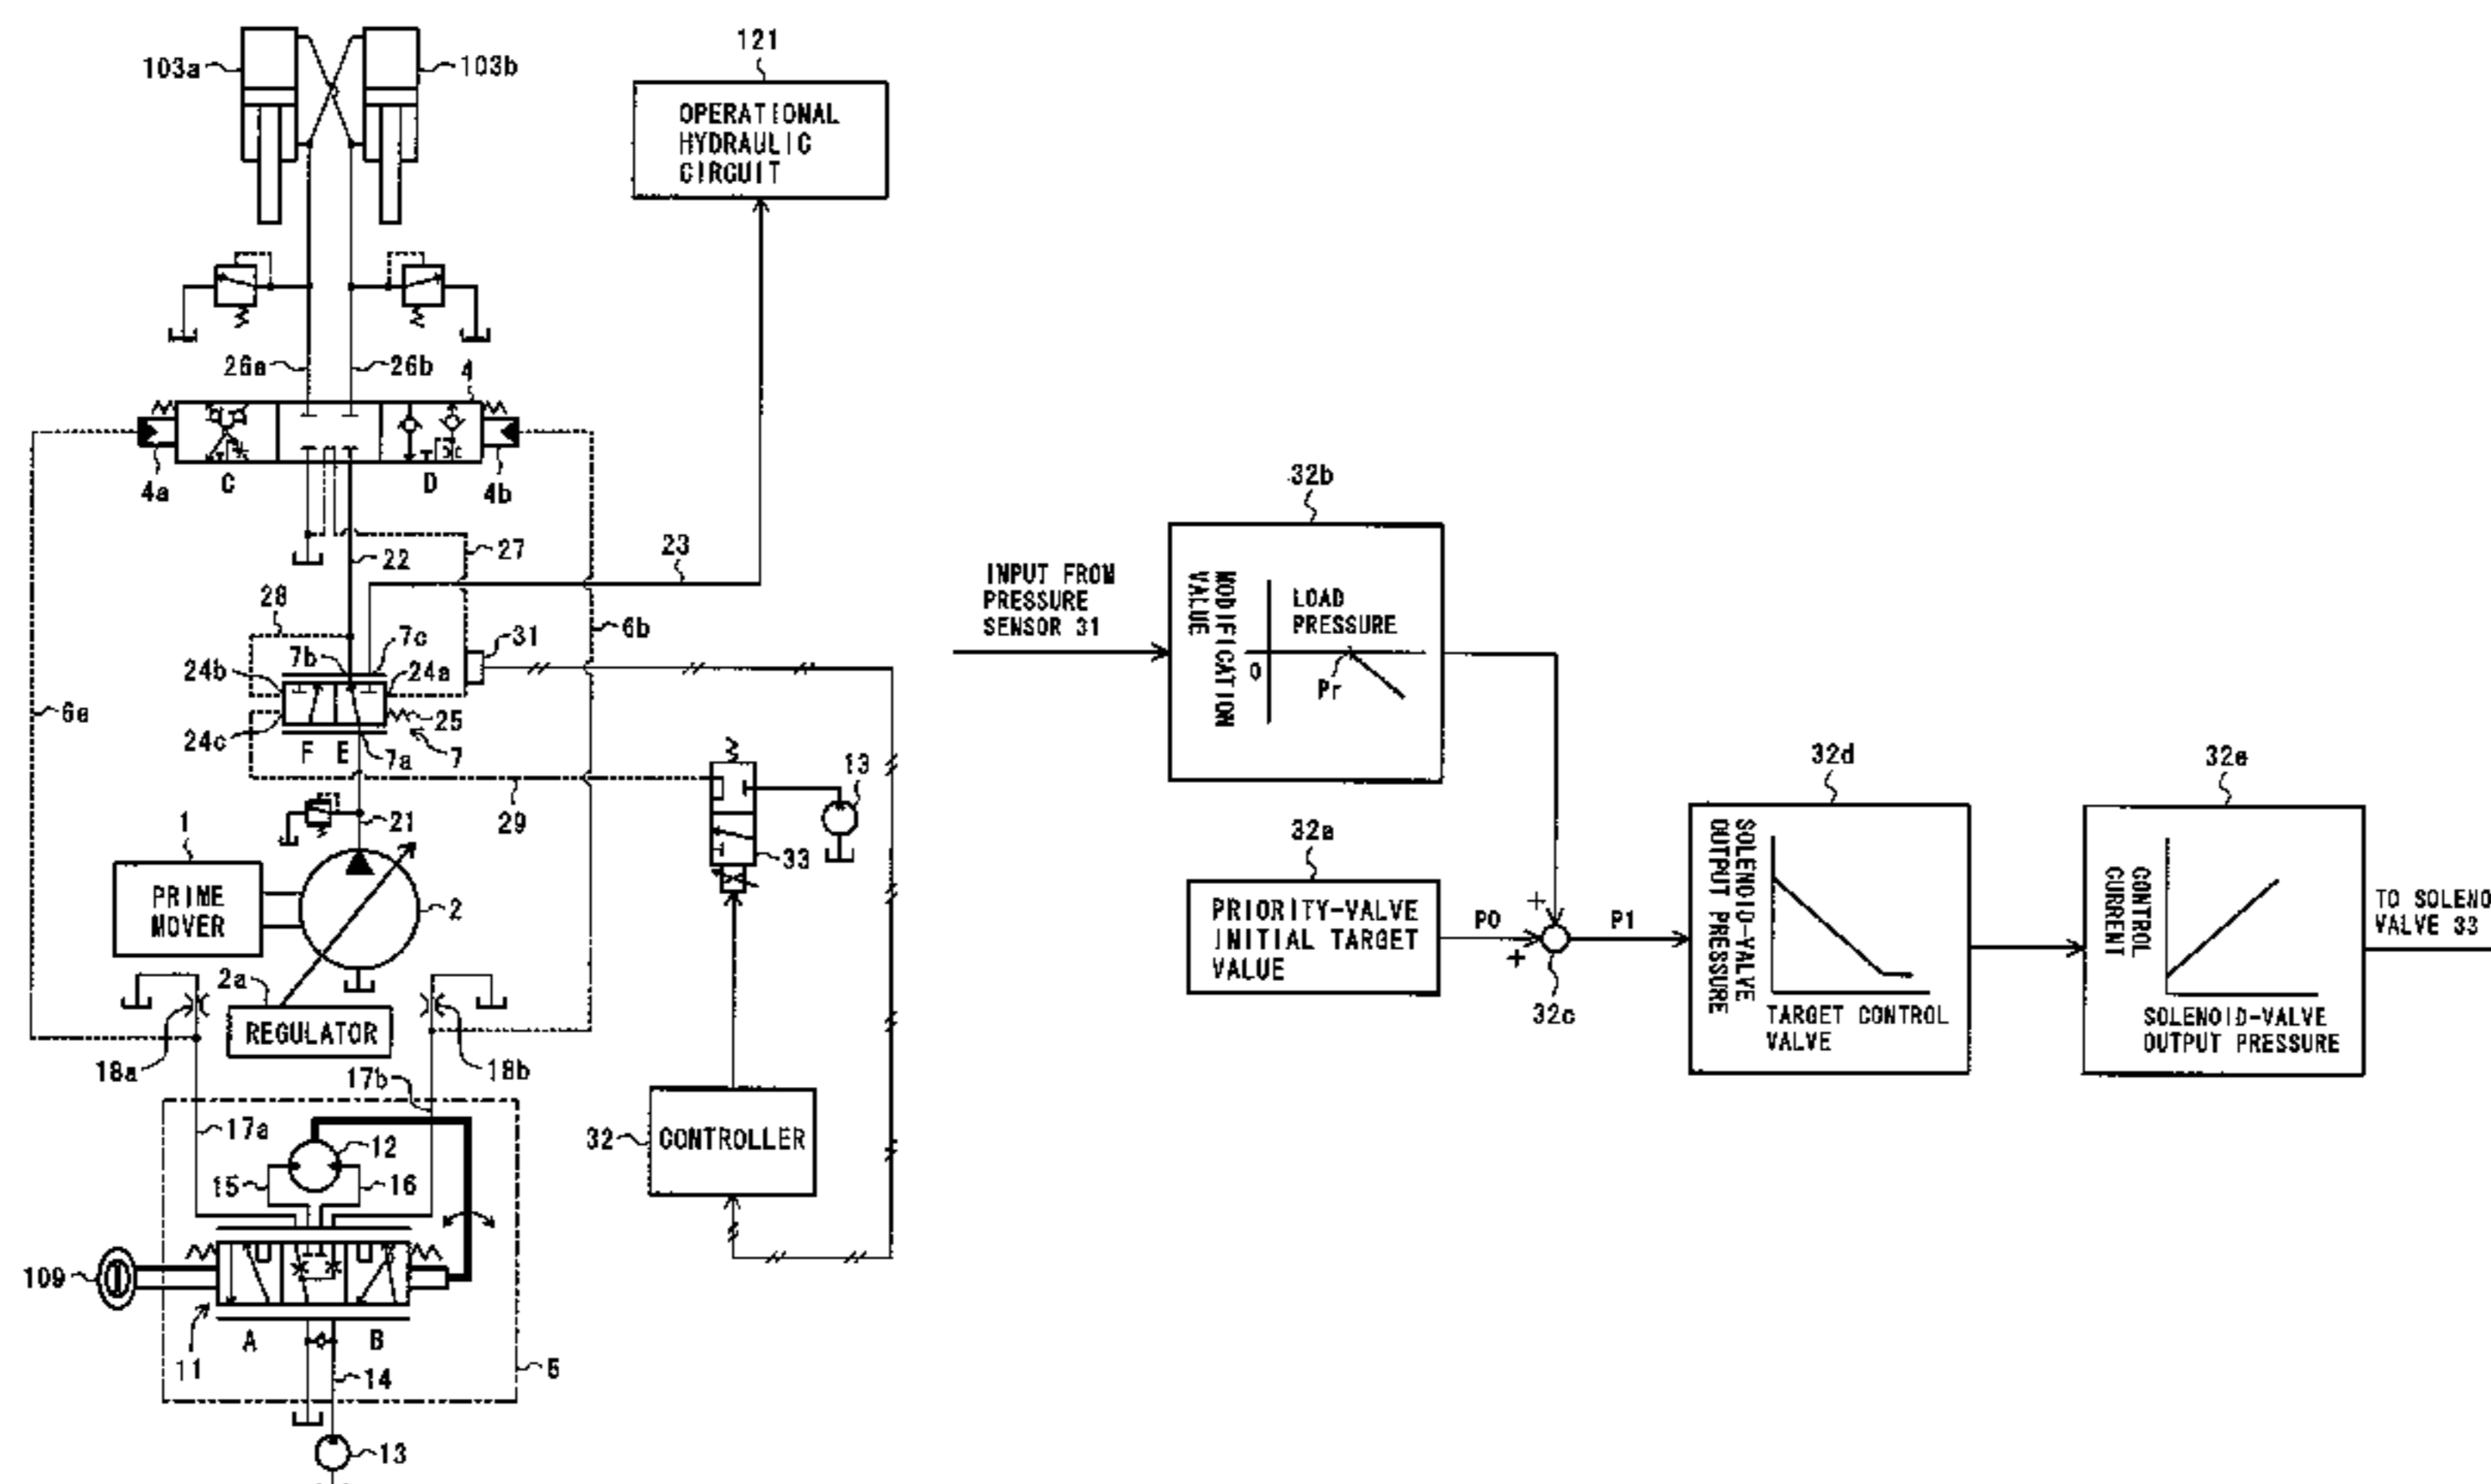 103a
103b
121
OPERATIONAL
HYDRAULIC
CIRCUIT
26a
26b
4
4a
C
D
4b
22
27
23
28
7b
7c
31
6b
24b
24a
6a
25
24c
F
E
7a
7
13
1
21
29
33
PRIME
MOVER
2
2a
REGULATOR
18a
17b
18b
17a
12
32
CONTROLLER
15
16
109
A
B
11
14
5
13
32b
INPUT FROM
PRESSURE
SENSOR 31
MODIFICATION
VALUE
LOAD
PRESSURE
0
Pr
32a
PRIORITY-VALVE
INITIAL TARGET
VALUE
P0
+
+
P1
32c
32d
SOLENOID-VALVE
OUTPUT PRESSURE
TARGET CONTROL
VALVE
32e
CONTROL
CURRENT
SOLENOID-VALVE
OUTPUT PRESSURE
TO SOLENO
VALVE 33